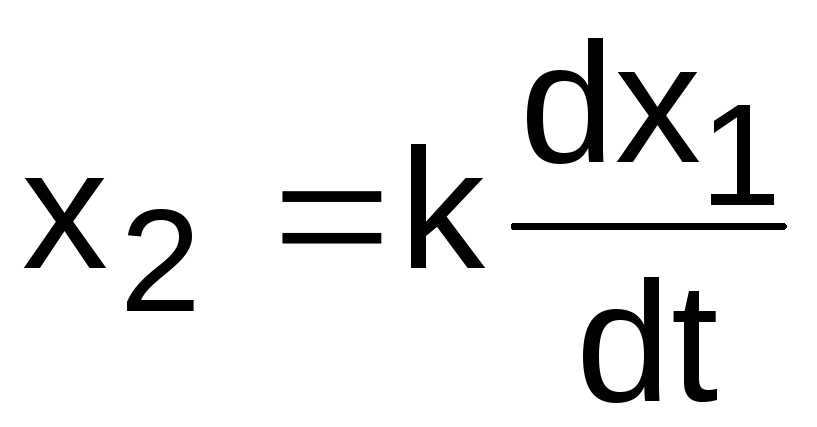 x₂ = k dx₁/dt